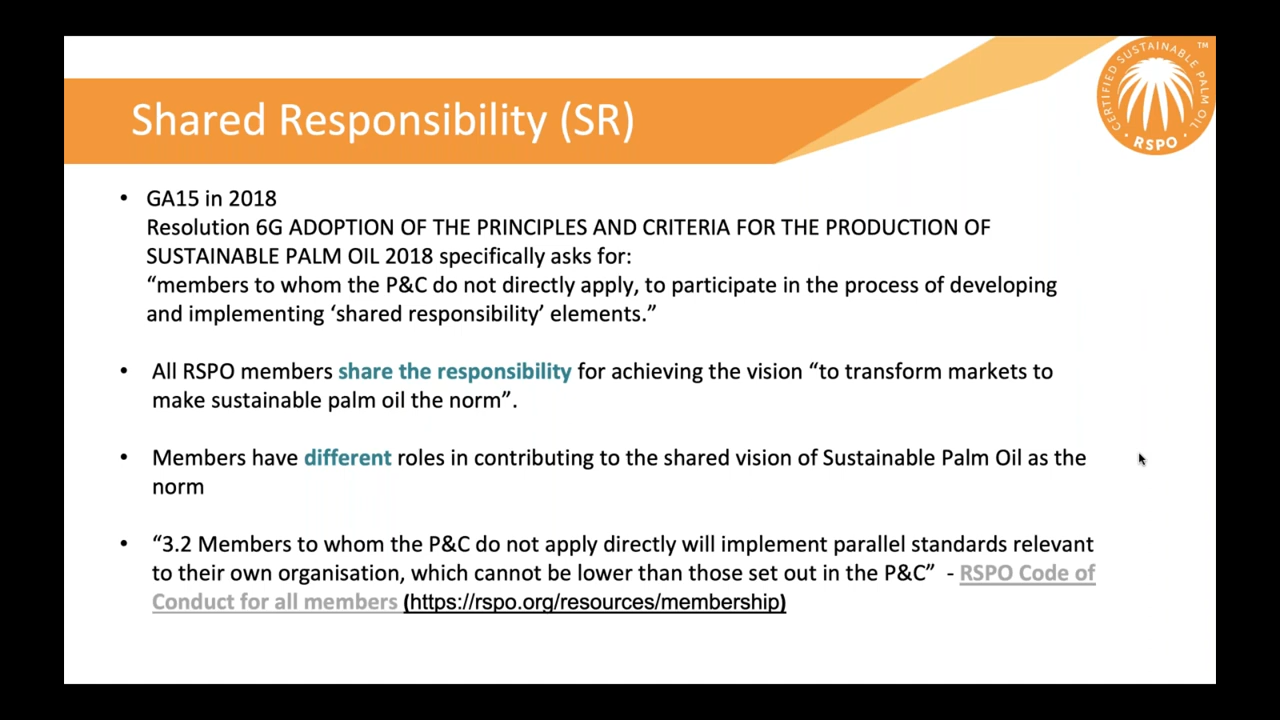 Shared Responsibility (SR)
CERTIFIED SUSTAINABLE PALM OIL
TM
RSPO
• GA15 in 2018
Resolution 6G ADOPTION OF THE PRINCIPLES AND CRITERIA FOR THE PRODUCTION OF
SUSTAINABLE PALM OIL 2018 specifically asks for:
“members to whom the P&C do not directly apply, to participate in the process of developing
and implementing ‘shared responsibility’ elements.”
• All RSPO members share the responsibility for achieving the vision “to transform markets to
make sustainable palm oil the norm”.
• Members have different roles in contributing to the shared vision of Sustainable Palm Oil as the
norm
• “3.2 Members to whom the P&C do not apply directly will implement parallel standards relevant
to their own organisation, which cannot be lower than those set out in the P&C” - RSPO Code of
Conduct for all members (https://rspo.org/resources/membership)